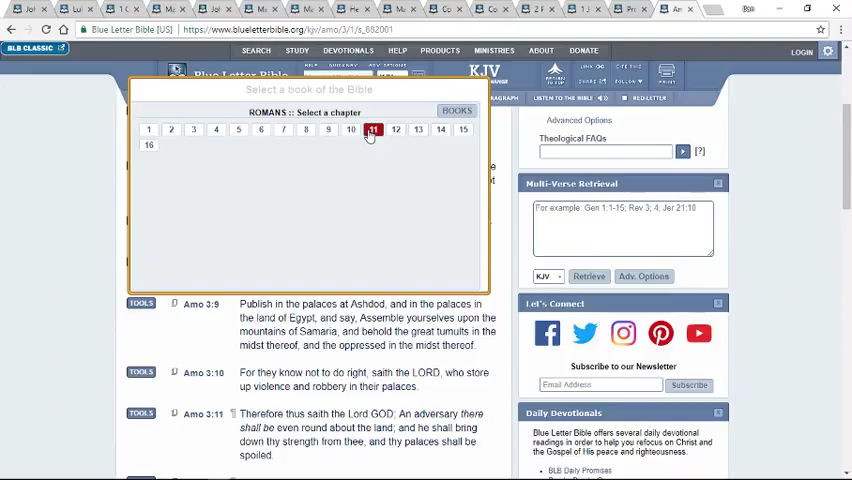 Blue Letter Bible [US] https://www.blueletterbible.org/kjv/amo/3/1/s_882001
BLB CLASSIC
SEARCH STUDY DEVOTIONALS HELP PRODUCTS MINISTRIES ABOUT DONATE
LOGIN
Blue Letter Bible
KJV
LISTEN TO THE BIBLE RED-LETTER
Select a book of the Bible
ROMANS :: Select a chapter
BOOKS
1 2 3 4 5 6 7 8 9 10 11 12 13 14 15
16
TOOLS Amo 3:9 Publish in the palaces at Ashdod, and in the palaces in
the land of Egypt, and say, Assemble yourselves upon the
mountains of Samaria, and behold the great tumults in the
midst thereof, and the oppressed in the midst thereof.
TOOLS Amo 3:10 For they know not to do right, saith the LORD, who store
up violence and robbery in their palaces.
TOOLS Amo 3:11 ¶ Therefore thus saith the Lord GOD; An adversary there
shall be even round about the land; and he shall bring
down thy strength from thee, and thy palaces shall be
spoiled.
Advanced Options
Theological FAQs
[?]
Multi-Verse Retrieval
For example: Gen 1:1-15; Rev 3; 4; Jer 21:10
KJV Retrieve Adv. Options
Let's Connect
Subscribe to our Newsletter
Email Address Subscribe
Daily Devotionals
Blue Letter Bible offers several daily devotional
readings in order to help you refocus on Christ and
the Gospel of His peace and righteousness.
BLB Daily Promises